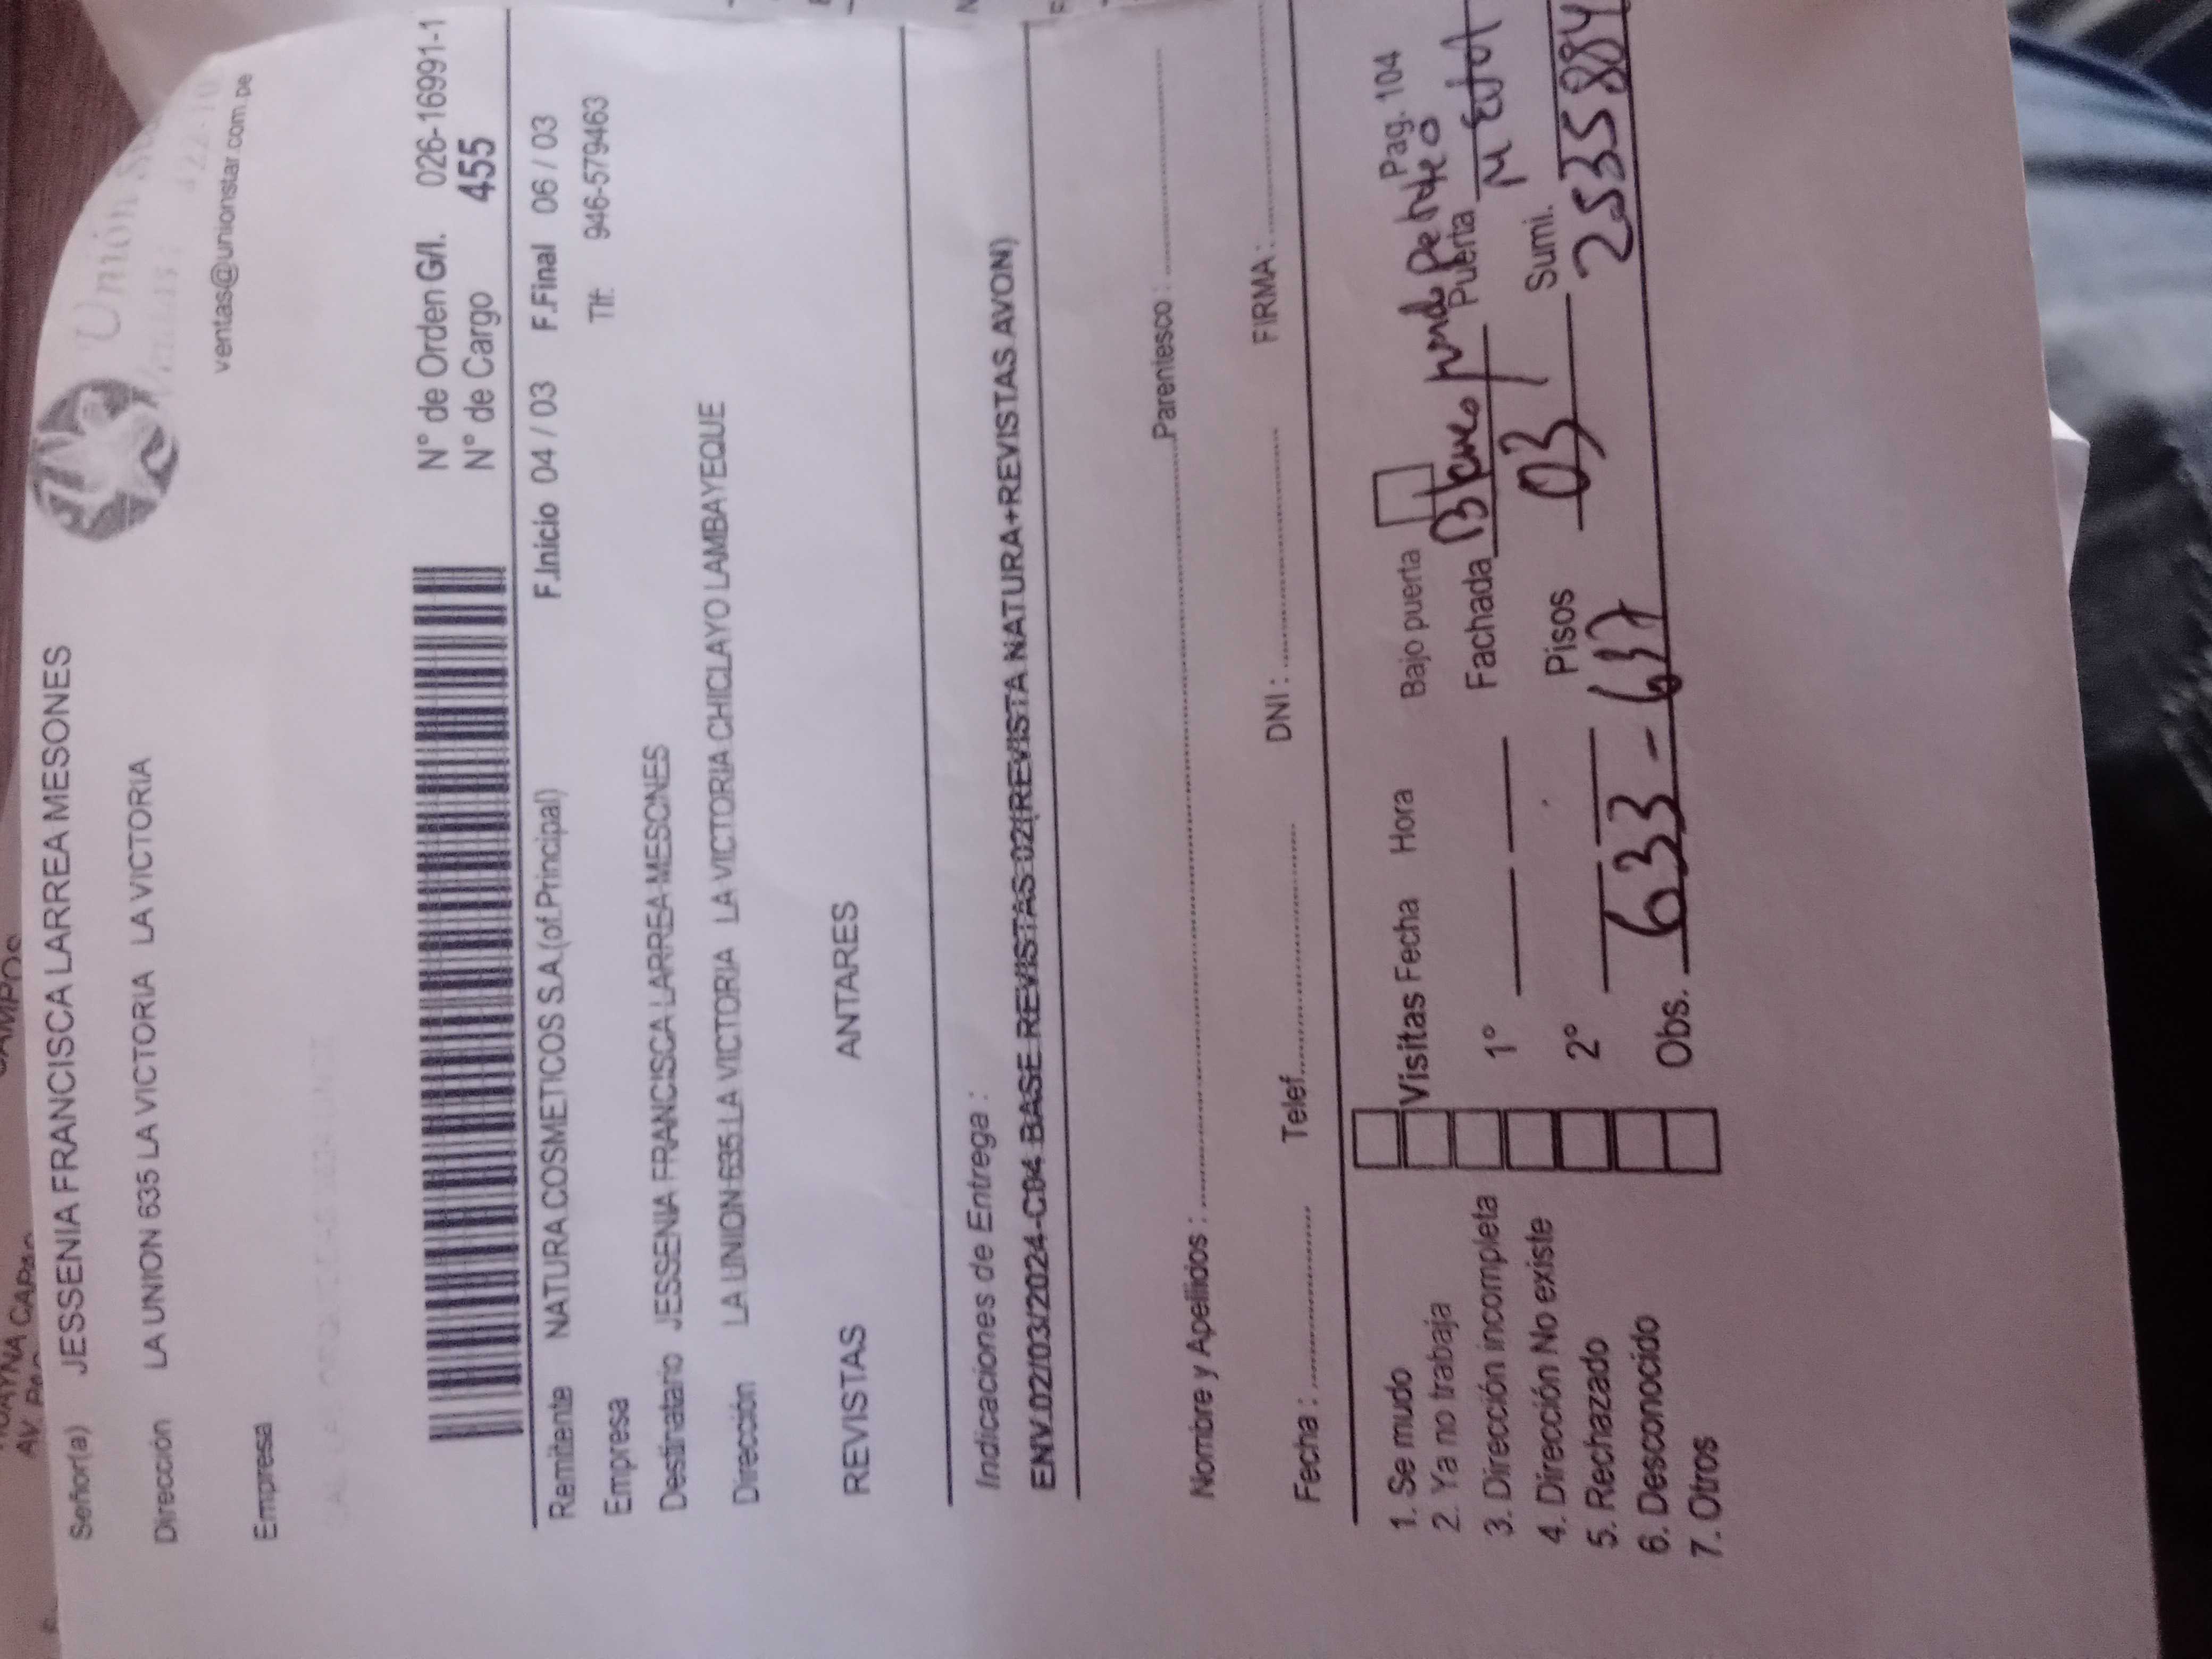 Unión
ventas@unionstar.com.pe
Señor(a) JESSENIA FRANCISCA LARREA MESONES
Dirección LA UNION 635 LA VICTORIA LA VICTORIA
Empresa
N° de Orden G/I. 026-16991-1
N° de Cargo 455
Remitente NATURA COSMETICOS S.A.(of.Principal) F.Inicio 04 / 03 F.Final 06 / 03
Empresa Tlf: 946-579463
Destinatario JESSENIA FRANCISCA LARREA MESONES
Dirección LA UNION 635 LA VICTORIA LA VICTORIA CHICLAYO LAMBAYEQUE
REVISTAS ANTARES
Indicaciones de Entrega :
ENV.02/03/2024-C04 BASE REVISTAS 02(REVISTA NATURA+REVISTAS AVON)
Nombre y Apellidos : Parentesco :
Fecha : Telef. DNI : FIRMA :
1. Se mudo
2. Ya no trabaja
3. Dirección incompleta
4. Dirección No existe
5. Rechazado
6. Desconocido
7. Otros
Visitas Fecha Hora Bajo puerta Pag. 104
1° Fachada Puerta
2° Pisos 03 Sumi. 2535884
Obs. 633 - 637